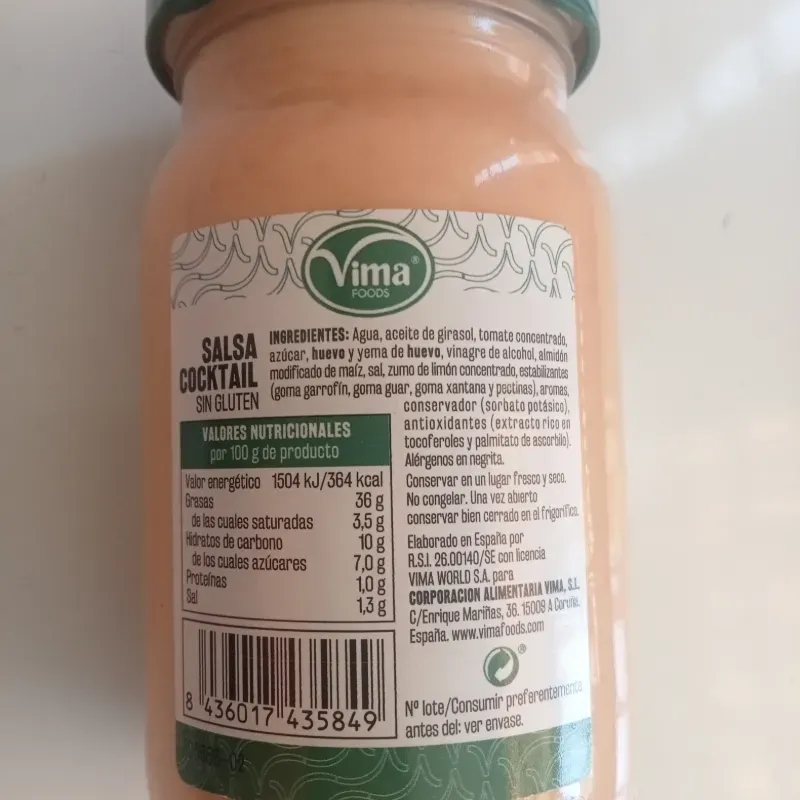 Vima®
FOODS
SALSA
COCKTAIL
SIN GLUTEN
INGREDIENTES: Agua, aceite de girasol, tomate concentrado,
azúcar, huevo y yema de huevo, vinagre de alcohol, almidón
modificado de maíz, sal, zumo de limón concentrado, estabilizantes
(goma garrofín, goma guar, goma xantana y pectinas), aromas,
conservador (sorbato potásico),
antioxidantes (extracto rico en
tocoferoles y palmitato de ascorbilo).
Alérgenos en negrita.
Conservar en un lugar fresco y seco.
No congelar. Una vez abierto
conservar bien cerrado en el frigorífico.
Elaborado en España por
R.S.I. 26.00140/SE con licencia
VIMA WORLD S.A. para
CORPORACION ALIMENTARIA VIMA, S.L.
C/Enrique Mariñas, 36. 15009 A Coruña.
España. www.vimafoods.com
VALORES NUTRICIONALES
por 100 g de producto
Valor energético 1504 kJ/364 kcal
Grasas 36 g
de las cuales saturadas 3,5 g
Hidratos de carbono 10 g
de los cuales azúcares 7,0 g
Proteínas 1,0 g
Sal 1,3 g
8 436017 435849
®
Nº lote/Consumir preferentemente
antes del: ver envase.